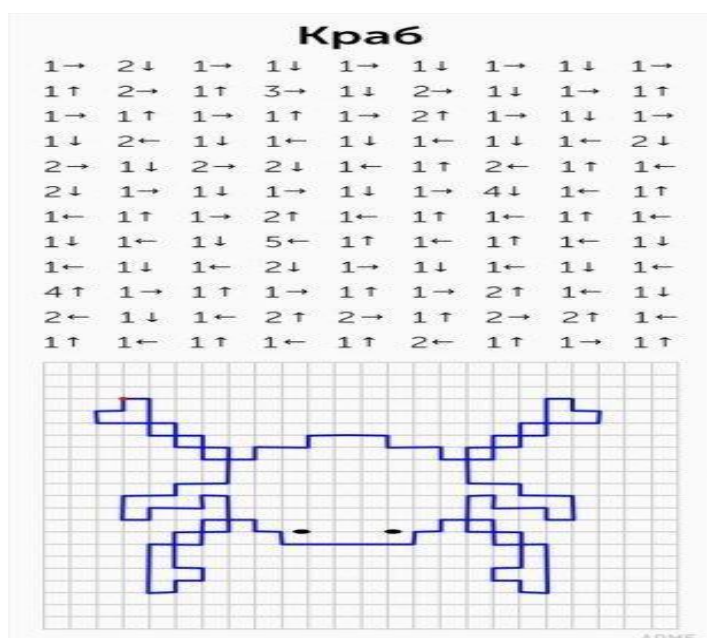 Краб
1→ 2↓ 1→ 1↓ 1→ 1↓ 1→ 1↓ 1→
1↑ 2→ 1↑ 3→ 1↓ 2→ 1↓ 1→ 1↑
1→ 1↑ 1→ 1↑ 1→ 2↑ 1→ 1↓ 1→
1↓ 2← 1↓ 1← 1↓ 1← 1↓ 1← 2↓
2→ 1↓ 2→ 2↓ 1← 1↑ 2← 1↑ 1←
2↓ 1→ 1↓ 1→ 1↓ 1→ 4↓ 1← 1↑
1← 1↑ 1→ 2↑ 1← 1↑ 1← 1↑ 1←
1↓ 1← 1↓ 5← 1↑ 1← 1↑ 1← 1↓
1← 1↓ 1← 2↓ 1→ 1↓ 1← 1↓ 1←
4↑ 1→ 1↑ 1→ 1↑ 1→ 2↑ 1← 1↓
2← 1↓ 1← 2↑ 2→ 1↑ 2→ 2↑ 1←
1↑ 1← 1↑ 1← 1↑ 2← 1↑ 1→ 1↑